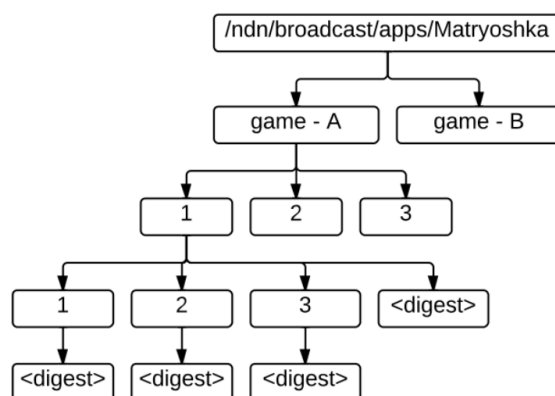 /ndn/broadcast/apps/Matryoshka
game - A
game - B
1
2
3
1
2
3
<digest>
<digest>
<digest>
<digest>